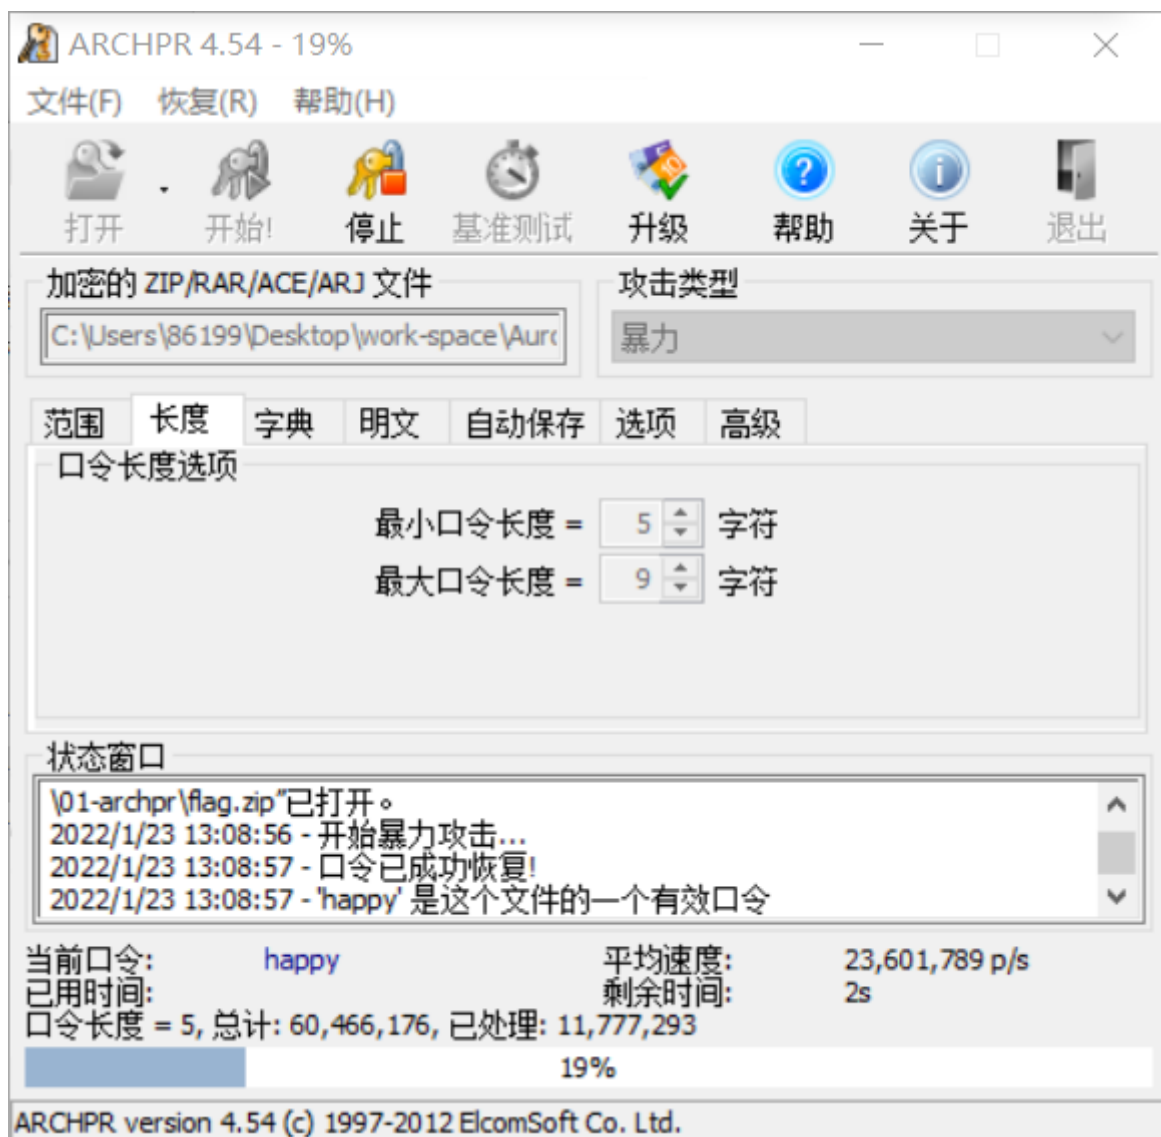 ARCHPR 4.54 - 19%
文件(F) 恢复(R) 帮助(H)
打开 开始! 停止 基准测试 升级 帮助 关于 退出
加密的 ZIP/RAR/ACE/ARJ 文件 攻击类型
C:\Users\86199\Desktop\work-space\Aur 暴力
范围 长度 字典 明文 自动保存 选项 高级
口令长度选项
最小口令长度 = 5 字符
最大口令长度 = 9 字符
状态窗口
\01-archpr\flag.zip"已打开。
2022/1/23 13:08:56 - 开始暴力攻击...
2022/1/23 13:08:57 - 口令已成功恢复!
2022/1/23 13:08:57 - 'happy' 是这个文件的一个有效口令
当前口令: happy 平均速度: 23,601,789 p/s
已用时间: 剩余时间: 2s
口令长度 = 5, 总计: 60,466,176, 已处理: 11,777,293
19%
ARCHPR version 4.54 (c) 1997-2012 ElcomSoft Co. Ltd.